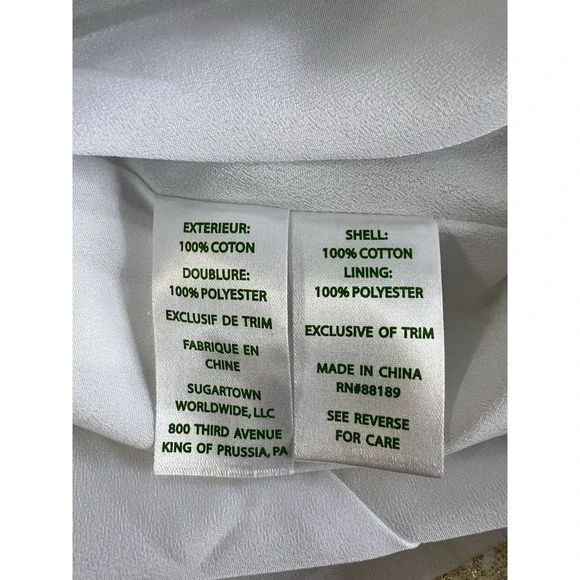 EXTERIEUR:
100% COTON
DOUBLURE:
100% POLYESTER
EXCLUSIF DE TRIM
FABRIQUE EN
CHINE
SUGARTOWN
WORLDWIDE, LLC
800 THIRD AVENUE
KING OF PRUSSIA, PA
SHELL:
100% COTTON
LINING:
100% POLYESTER
EXCLUSIVE OF TRIM
MADE IN CHINA
RN#88189
SEE REVERSE
FOR CARE